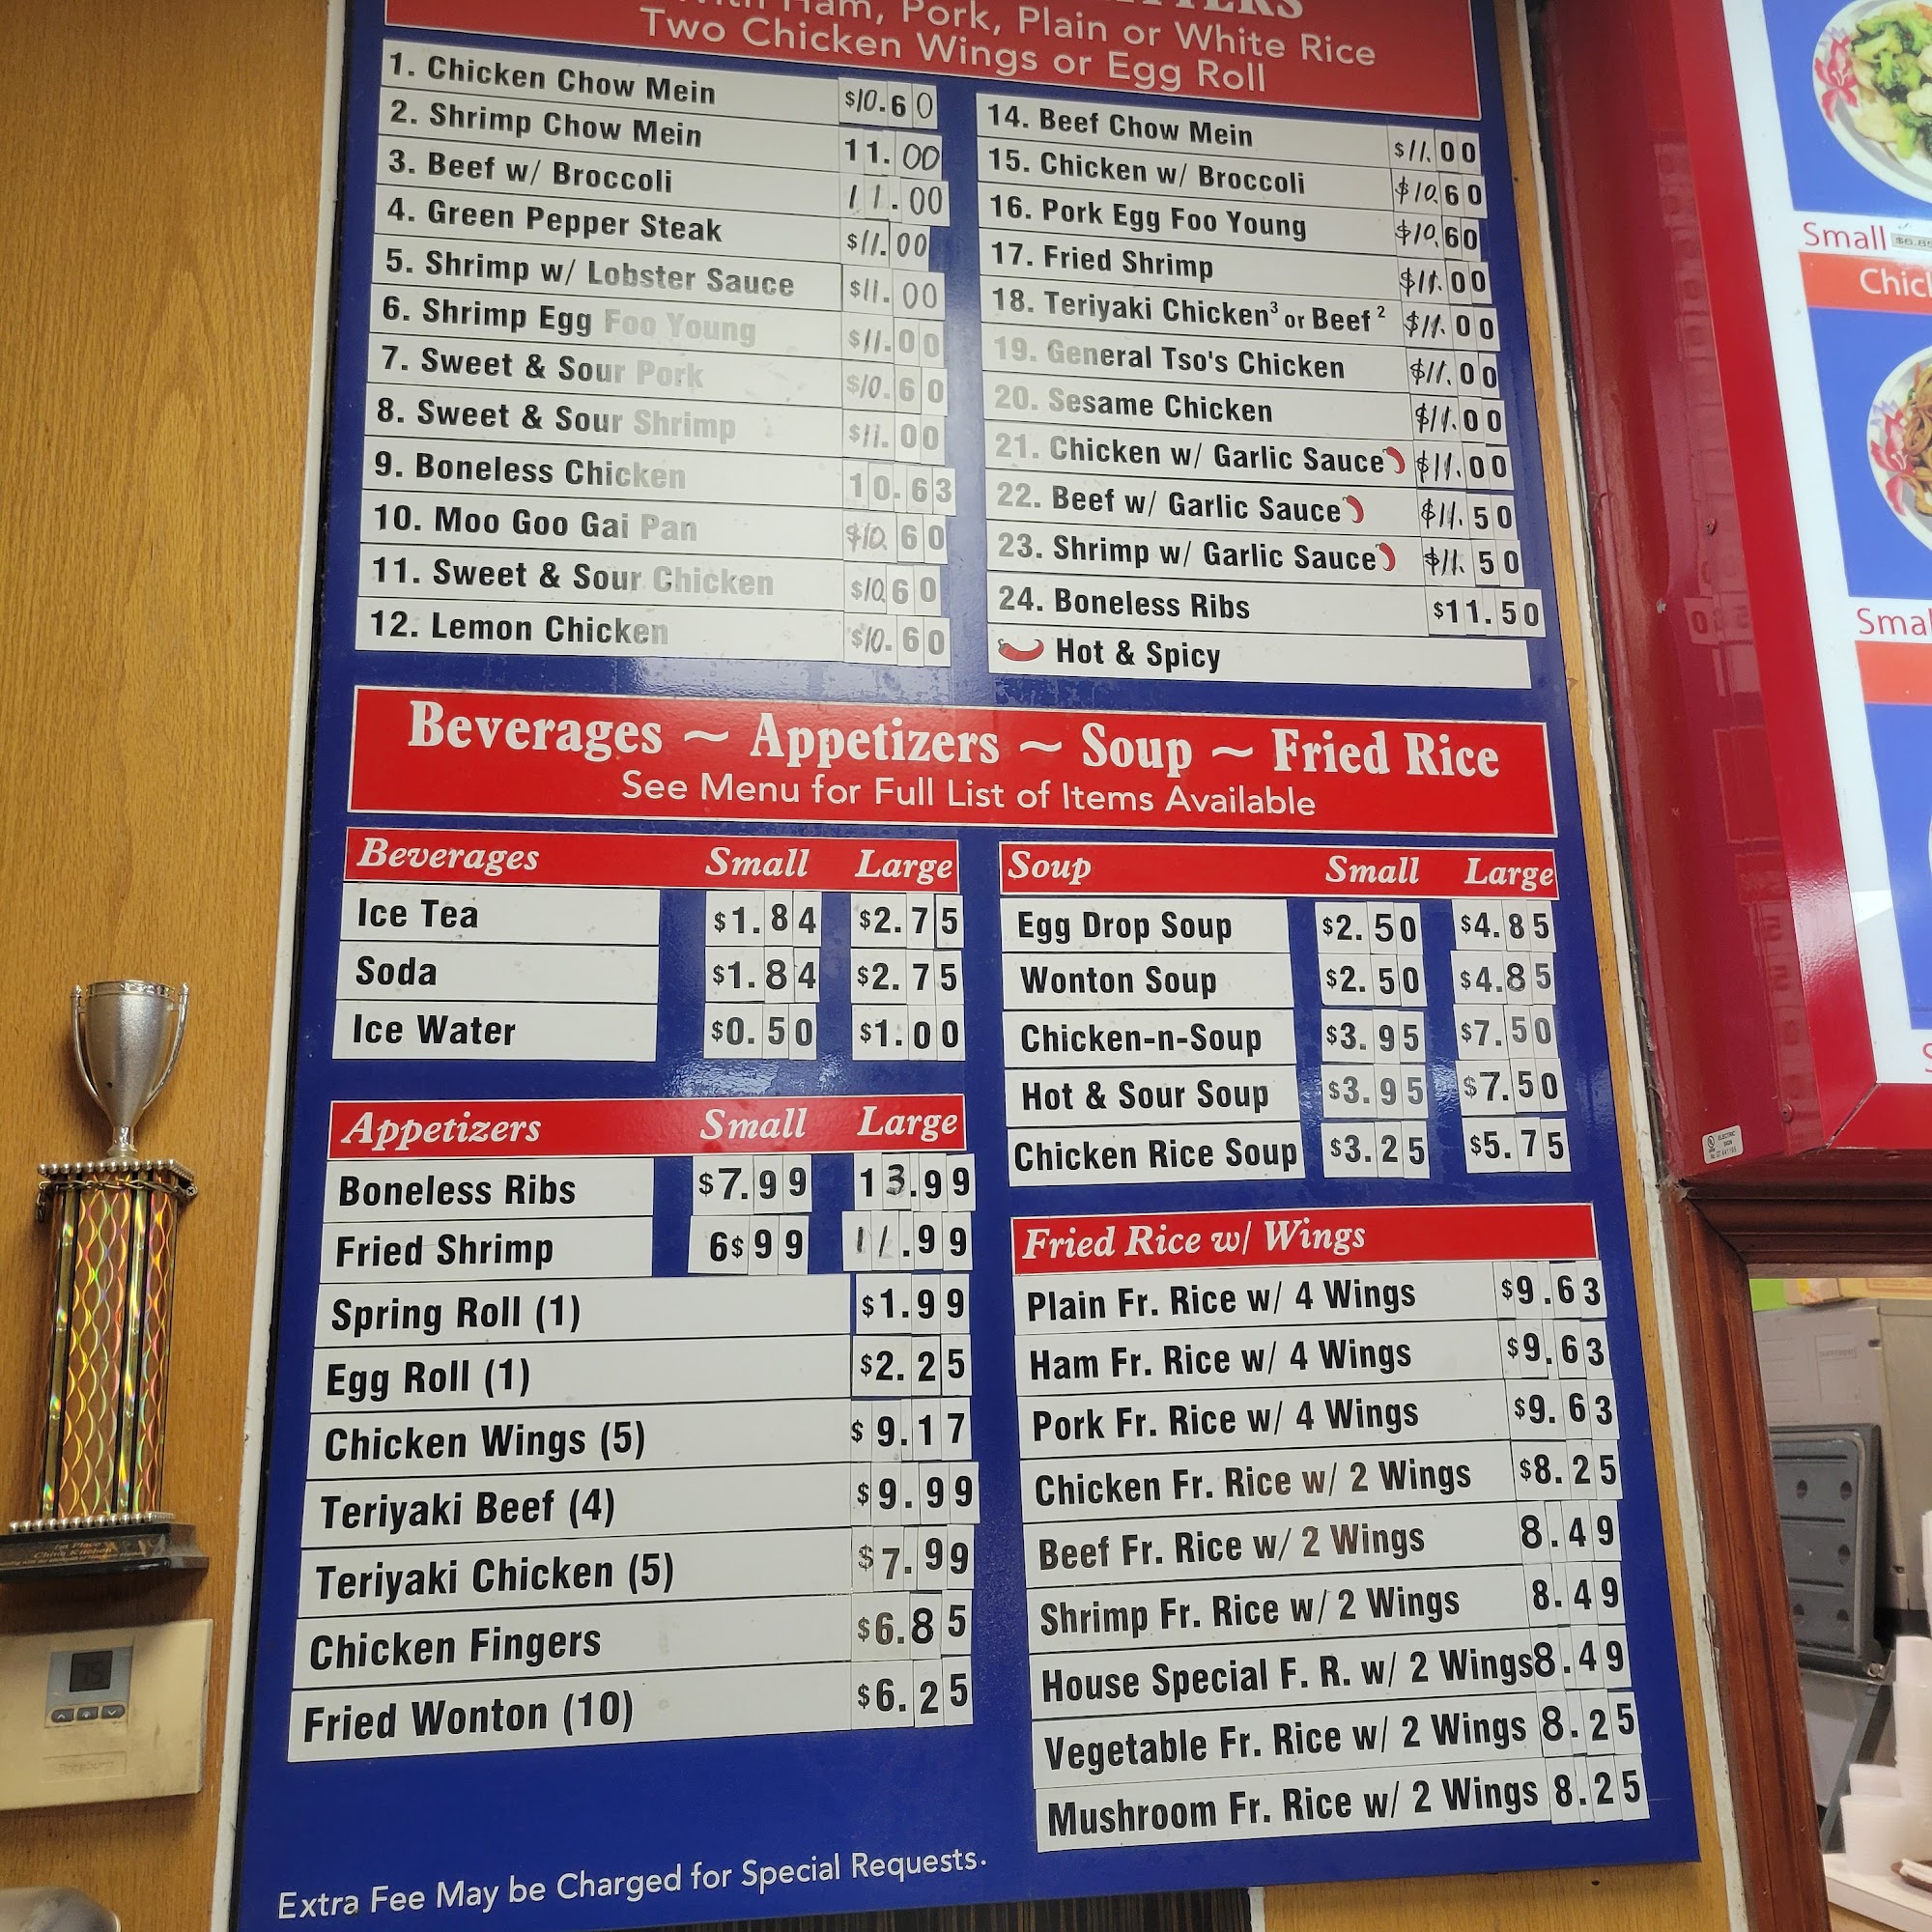 With Ham, Pork, Plain or White Rice
Two Chicken Wings or Egg Roll
1. Chicken Chow Mein $10.60
2. Shrimp Chow Mein 11.00
3. Beef w/ Broccoli 11.00
4. Green Pepper Steak $11.00
5. Shrimp w/ Lobster Sauce $11.00
6. Shrimp Egg Foo Young $11.00
7. Sweet & Sour Pork $10.60
8. Sweet & Sour Shrimp $11.00
9. Boneless Chicken 10.63
10. Moo Goo Gai Pan $10.60
11. Sweet & Sour Chicken $10.60
12. Lemon Chicken $10.60
14. Beef Chow Mein $11.00
15. Chicken w/ Broccoli $10.60
16. Pork Egg Foo Young $10.60
17. Fried Shrimp $11.00
18. Teriyaki Chicken³ or Beef² $11.00
19. General Tso's Chicken $11.00
20. Sesame Chicken $11.00
21. Chicken w/ Garlic Sauce $11.00
22. Beef w/ Garlic Sauce $11.50
23. Shrimp w/ Garlic Sauce $11.50
24. Boneless Ribs $11.50
Hot & Spicy
Beverages ~ Appetizers ~ Soup ~ Fried Rice
See Menu for Full List of Items Available
Beverages Small Large
Ice Tea $1.84 $2.75
Soda $1.84 $2.75
Ice Water $0.50 $1.00
Appetizers Small Large
Boneless Ribs $7.99 13.99
Fried Shrimp 6$99 11.99
Spring Roll (1) $1.99
Egg Roll (1) $2.25
Chicken Wings (5) $9.17
Teriyaki Beef (4) $9.99
Teriyaki Chicken (5) $7.99
Chicken Fingers $6.85
Fried Wonton (10) $6.25
Soup Small Large
Egg Drop Soup $2.50 $4.85
Wonton Soup $2.50 $4.85
Chicken-n-Soup $3.95 $7.50
Hot & Sour Soup $3.95 $7.50
Chicken Rice Soup $3.25 $5.75
Fried Rice w/ Wings
Plain Fr. Rice w/ 4 Wings $9.63
Ham Fr. Rice w/ 4 Wings $9.63
Pork Fr. Rice w/ 4 Wings $9.63
Chicken Fr. Rice w/ 2 Wings $8.25
Beef Fr. Rice w/ 2 Wings 8.49
Shrimp Fr. Rice w/ 2 Wings 8.49
House Special F. R. w/ 2 Wings 8.49
Vegetable Fr. Rice w/ 2 Wings 8.25
Mushroom Fr. Rice w/ 2 Wings 8.25
Extra Fee May be Charged for Special Requests.
Small
1st Place
China Kitchen
75